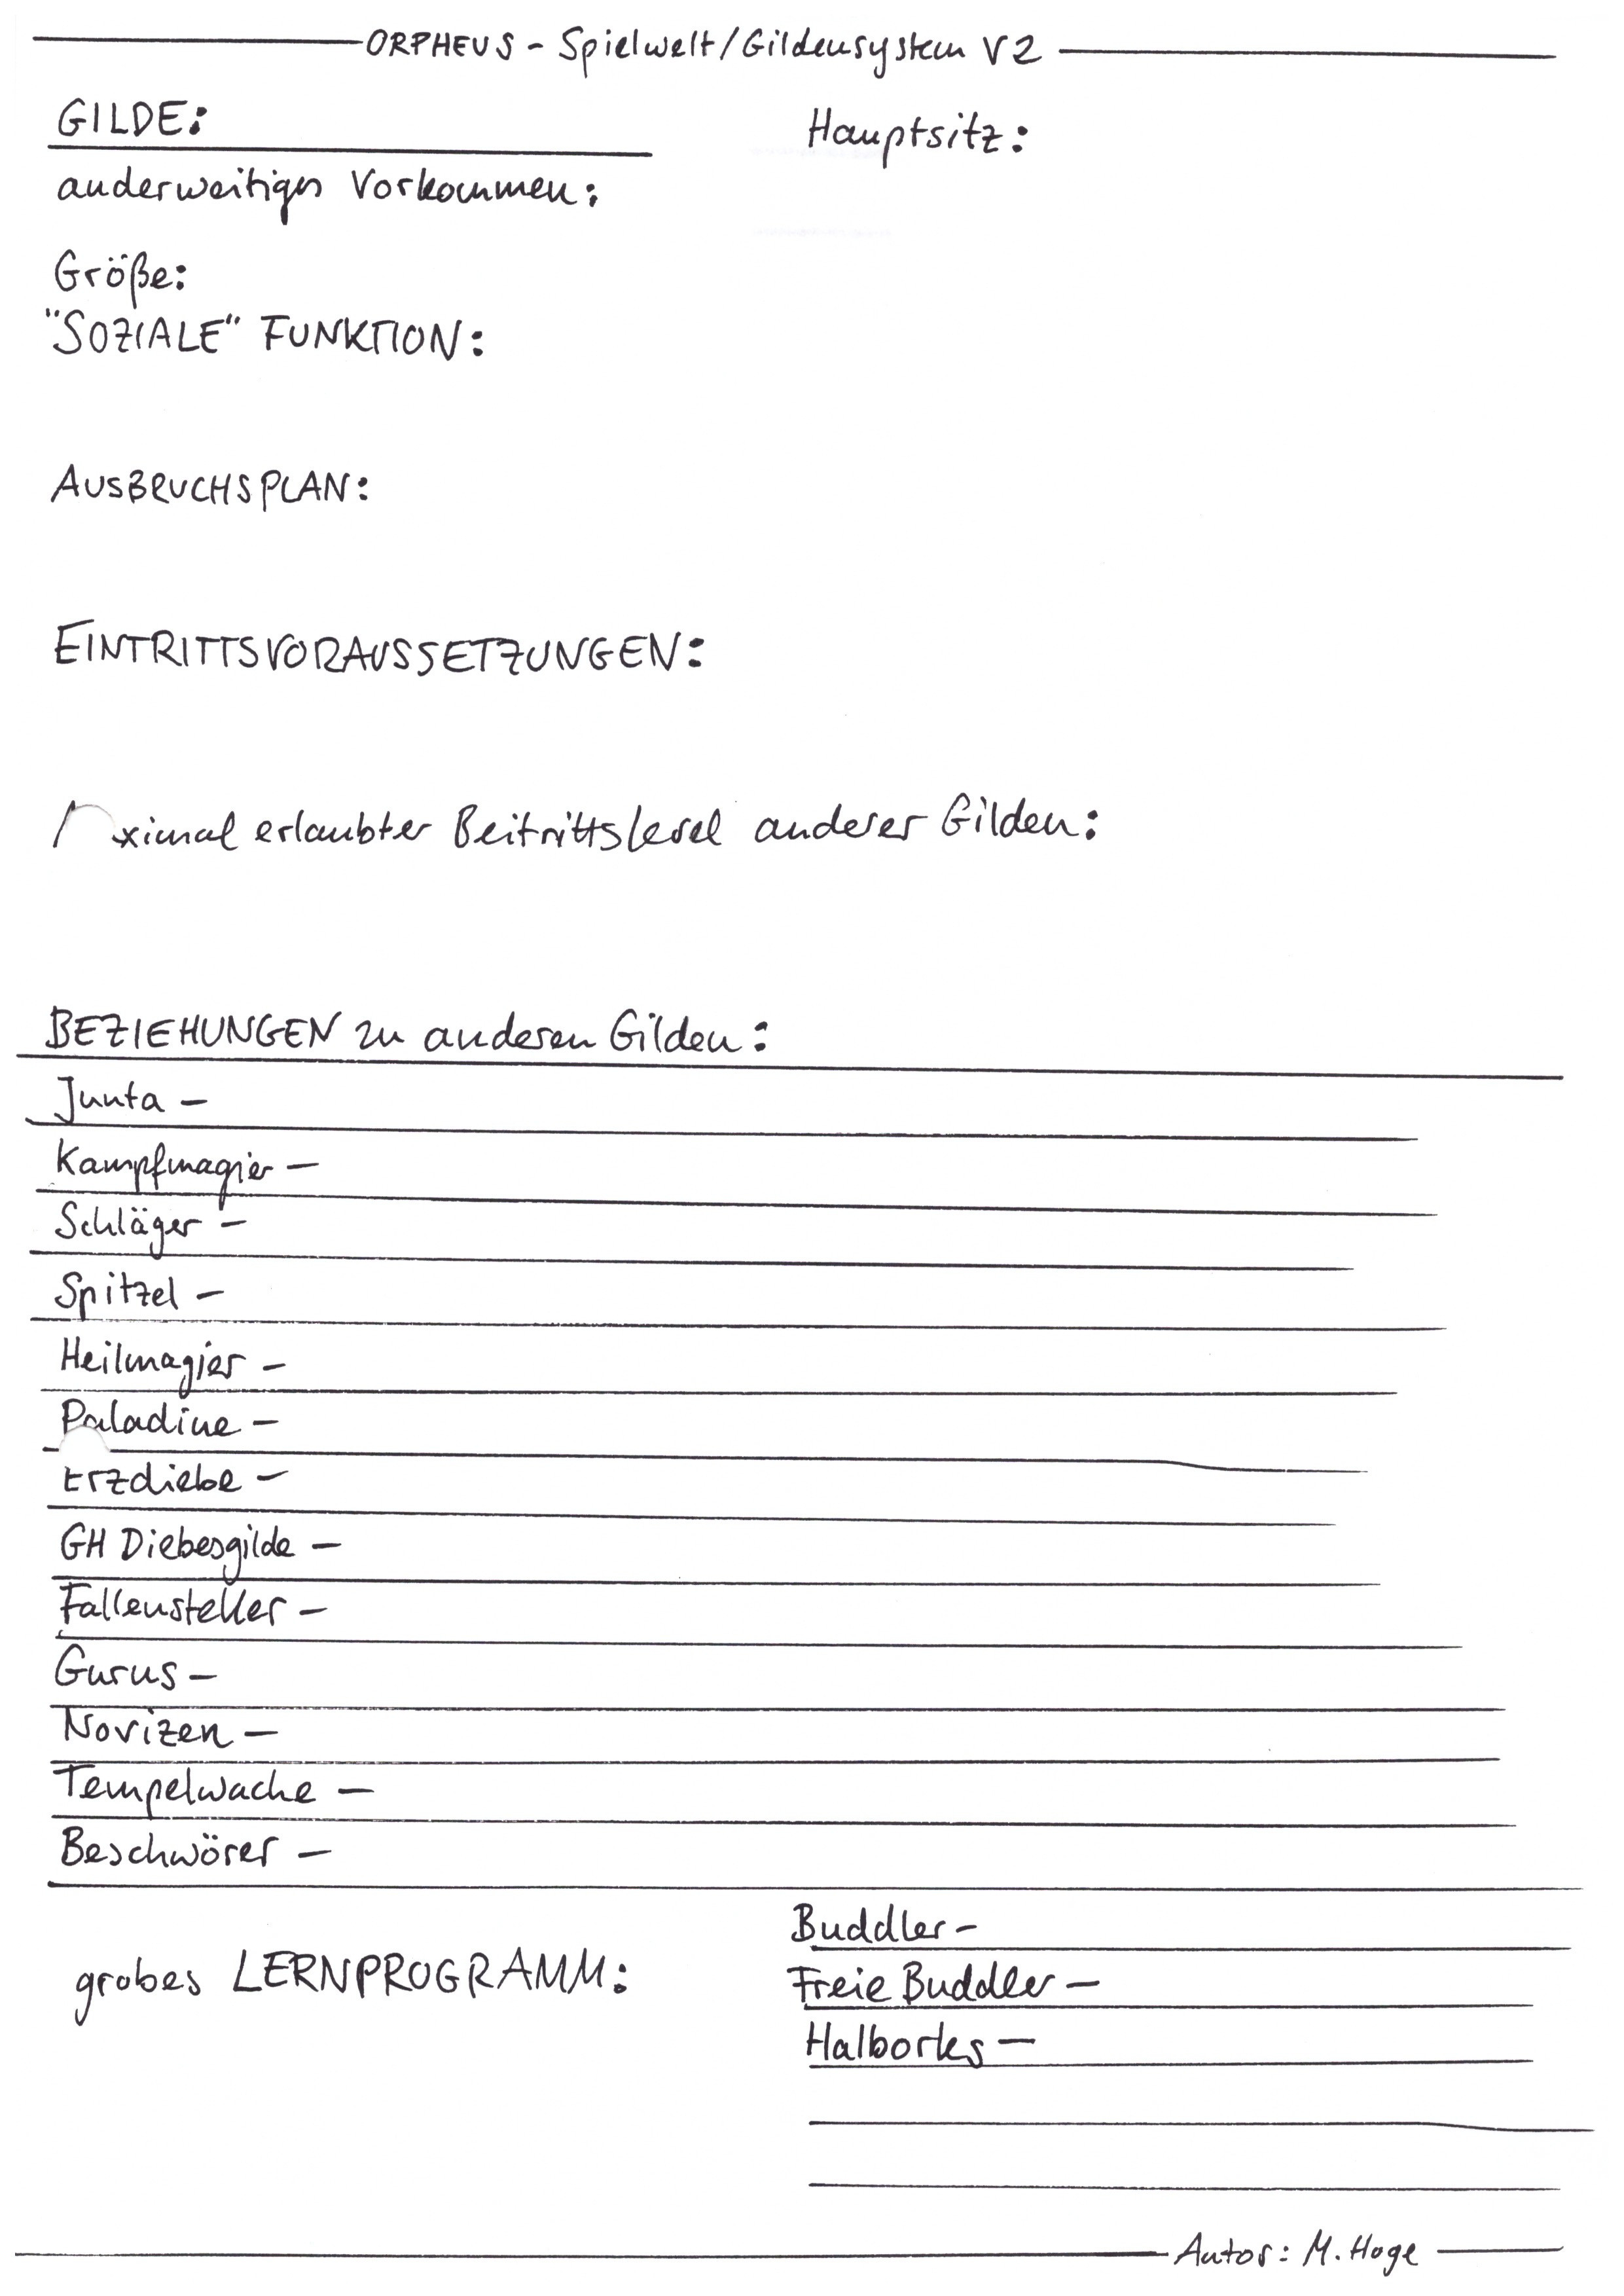 ORPHEUS - Spielwelt/Gildensystem V2
GILDE:
Hauptsitz:
anderweitiges Vorkommen:
Größe:
"SOZIALE" FUNKTION:
AUSBRUCHSPLAN:
EINTRITTSVORAUSSETZUNGEN:
ximal erlaubter Beitrittslevel anderer Gilden:
BEZIEHUNGEN zu anderen Gilden:
Junta -
Kampfmagier -
Schläger -
Spitzel -
Heilmagier -
Paladine -
Erzdiebe -
GH Diebesgilde -
Fallensteller -
Gurus -
Novizen -
Tempelwache -
Beschwörer -
Buddler -
grobes LERNPROGRAMM:
Freie Buddler -
Halborks -
Autor: M. Hoge